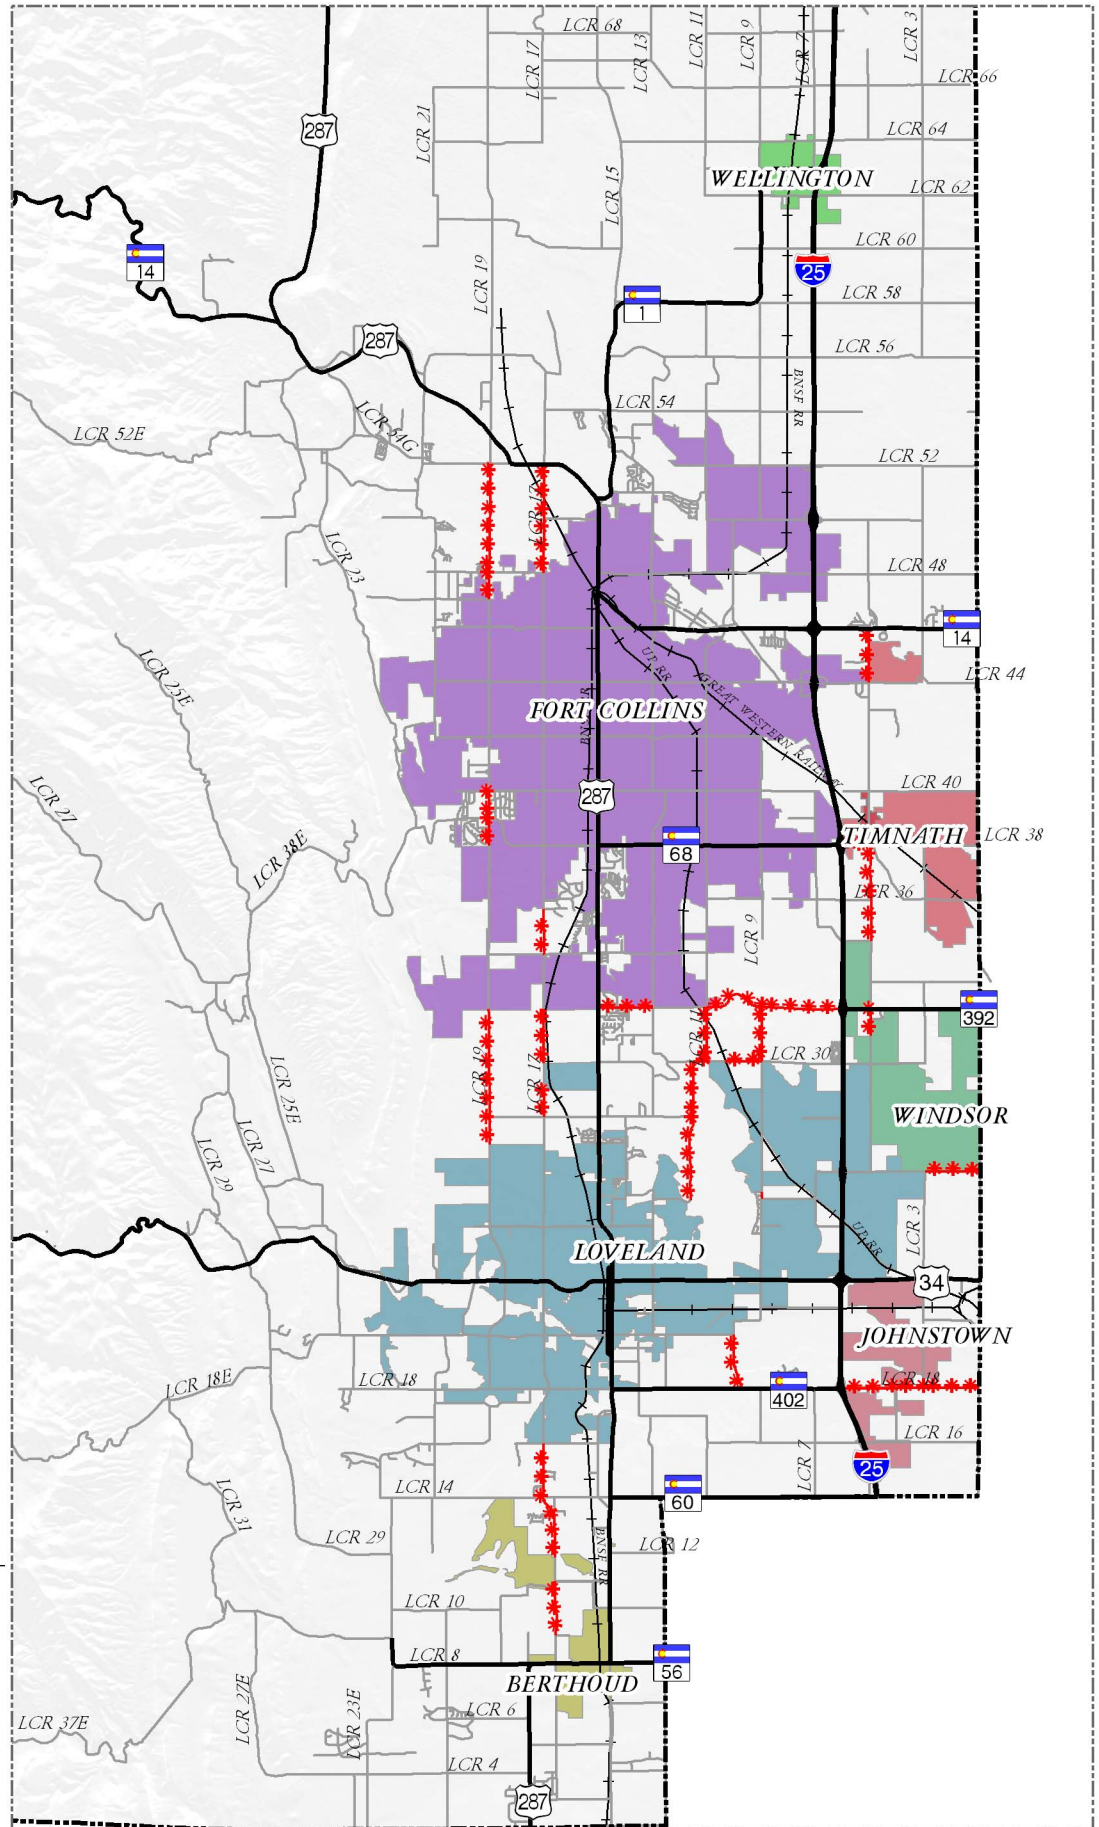 LCR 68
LCR 17
LCR 13
LCR 11
LCR 9
LCR 7
LCR 3
LCR 66
287
LCR 21
LCR 64
WELLINGTON
LCR 62
LCR 15
LCR 60
14
LCR 19
25
LCR 58
1
287
LCR 56
BNSF RR
LCR 54
LCR 54G
LCR 52E
LCR 52
LCR 17
LCR 23
LCR 48
14
LCR 25E
UP RR
LCR 44
GREAT WESTERN RAILWAY
FORT COLLINS
287
LCR 40
LCR 27
TIMNATH
LCR 38
68
LCR 38E
LCR 36
LCR 9
392
LCR 11
LCR 30
LCR 19
LCR 17
LCR 25E
WINDSOR
LCR 27
LCR 29
LCR 3
UP RR
LOVELAND
34
JOHNSTOWN
LCR 18E
LCR 18
LCR 18
402
LCR 16
LCR 7
25
LCR 14
60
LCR 31
LCR 29
BNSF RR
LCR 12
LCR 10
LCR 8
56
BERTHOUD
LCR 27E
LCR 23E
LCR 6
LCR 37E
LCR 4
287